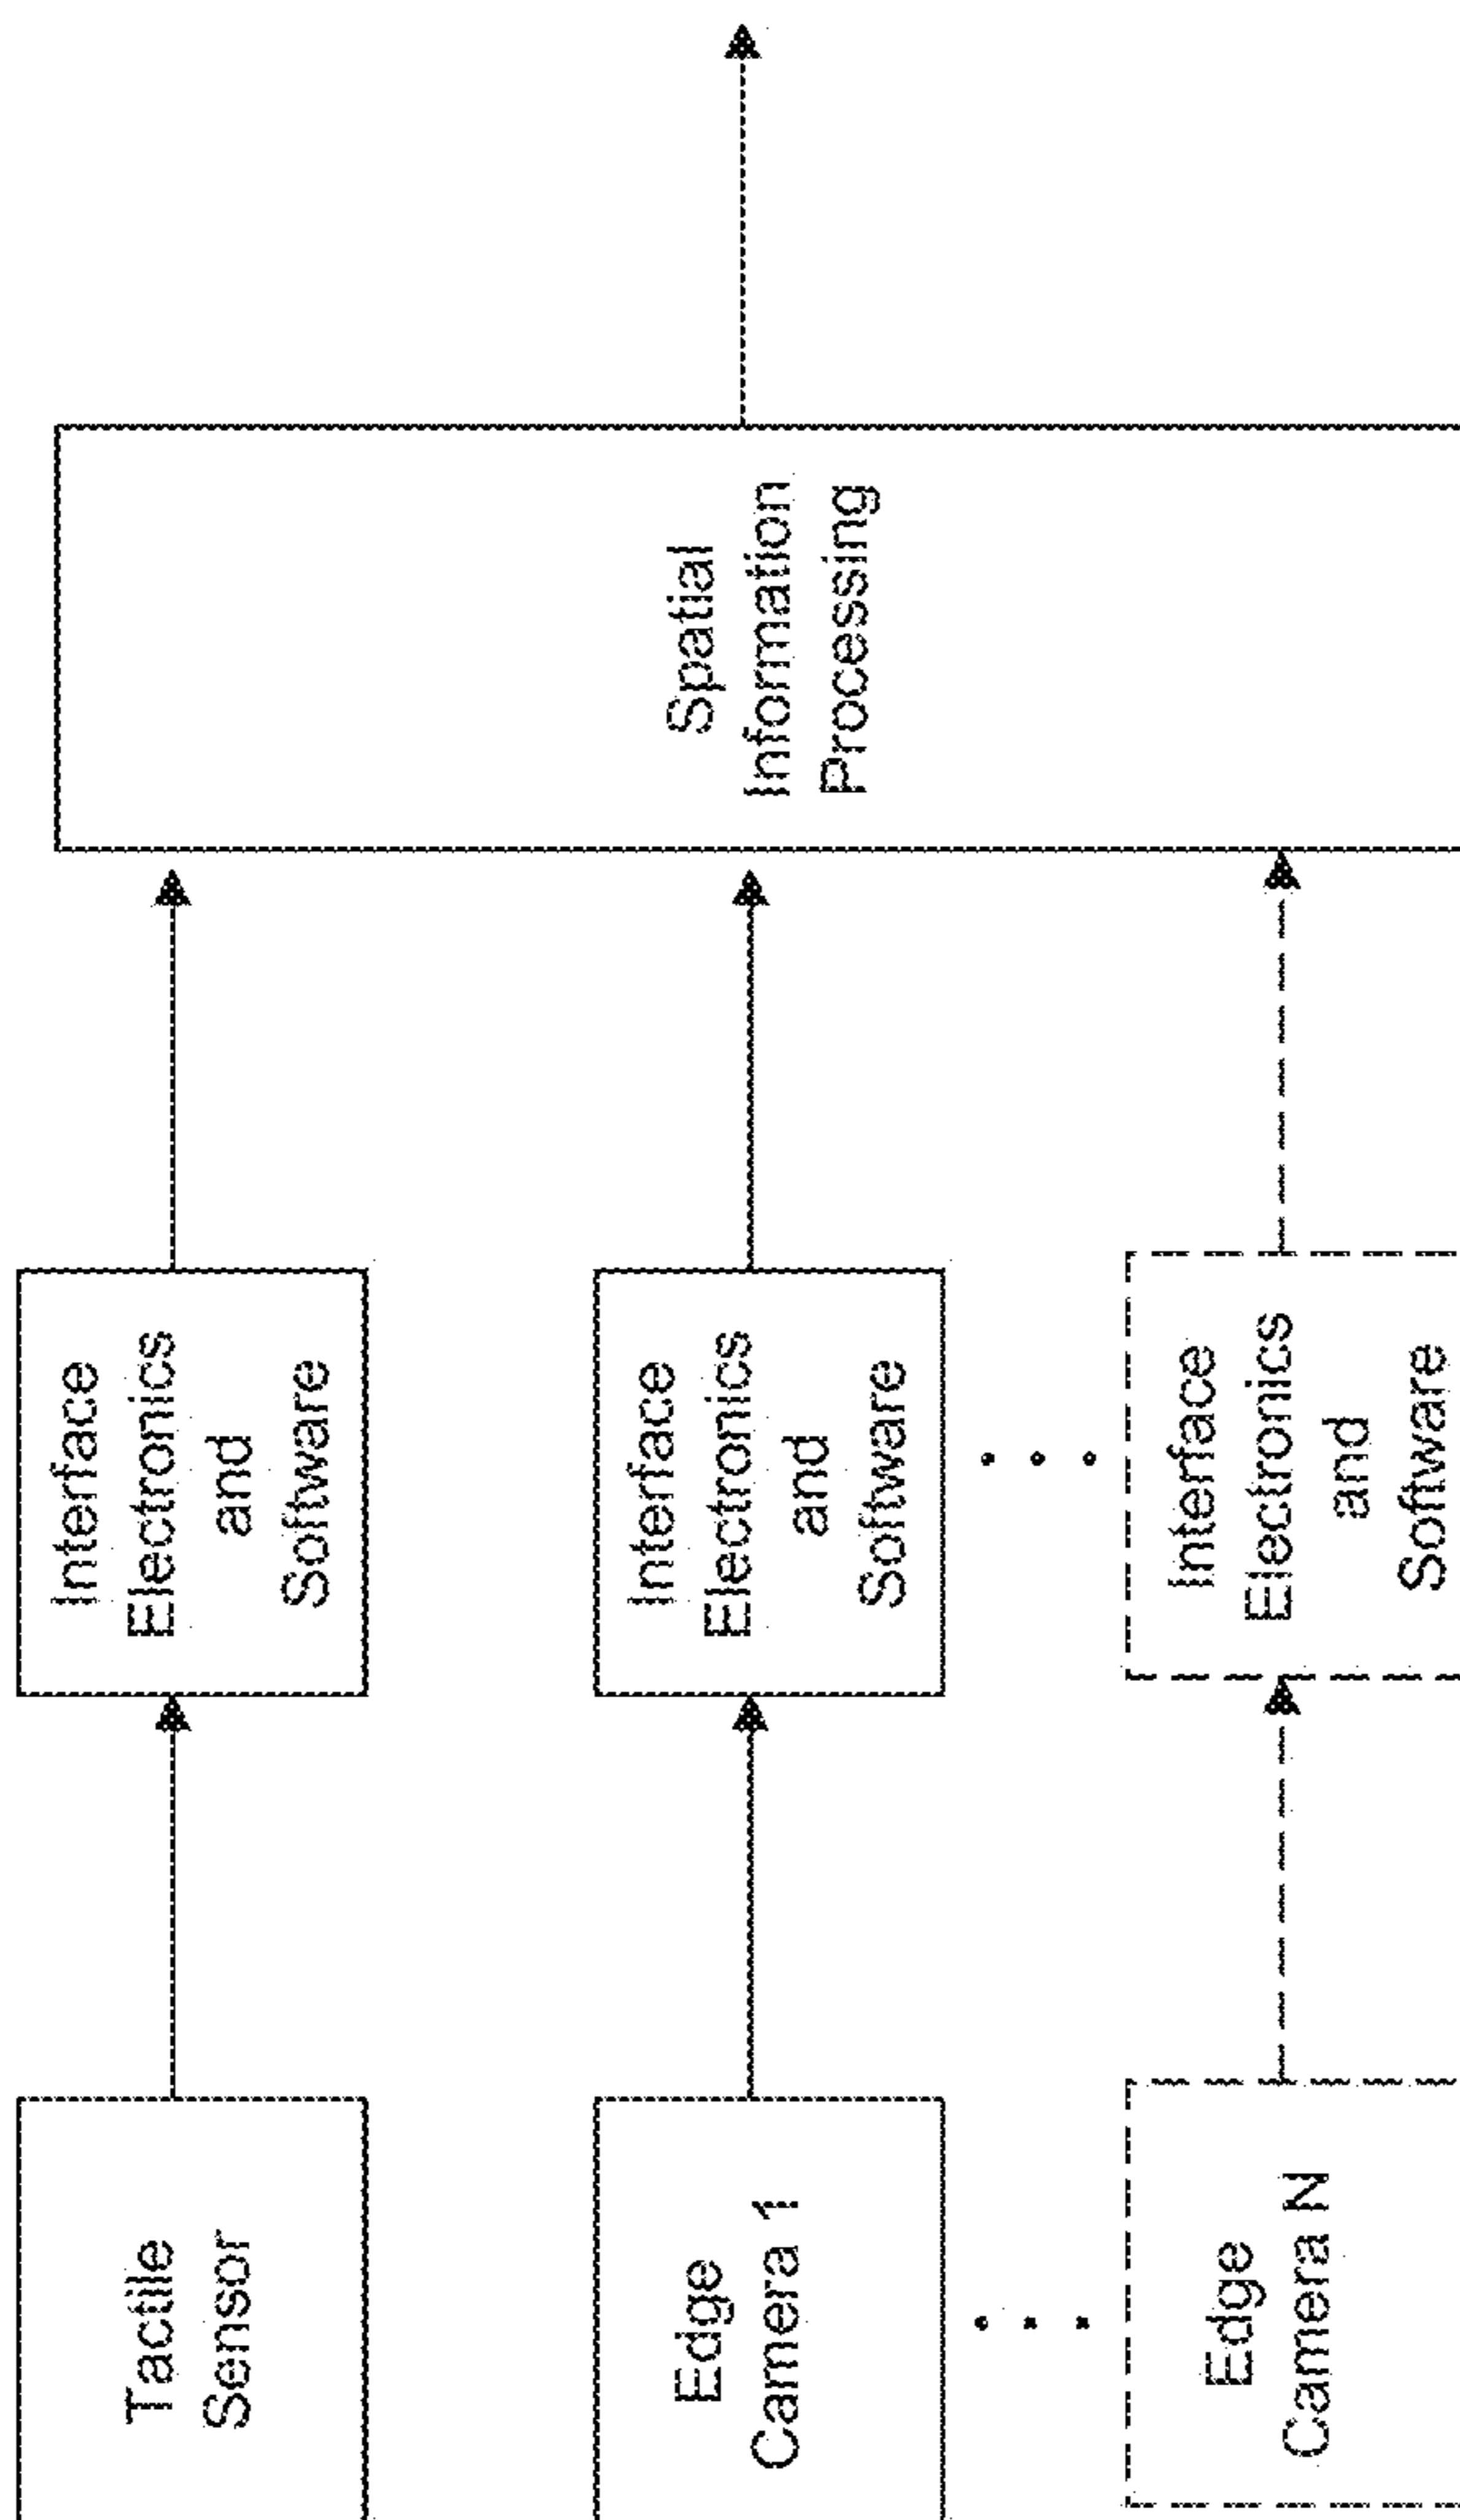 Tactile
Sensor
Interface
Electronics
and
Software
Edge
Camera 1
Interface
Electronics
and
Software
Edge
Camera N
Interface
Electronics
and
Software
Spatial
Information
Processing